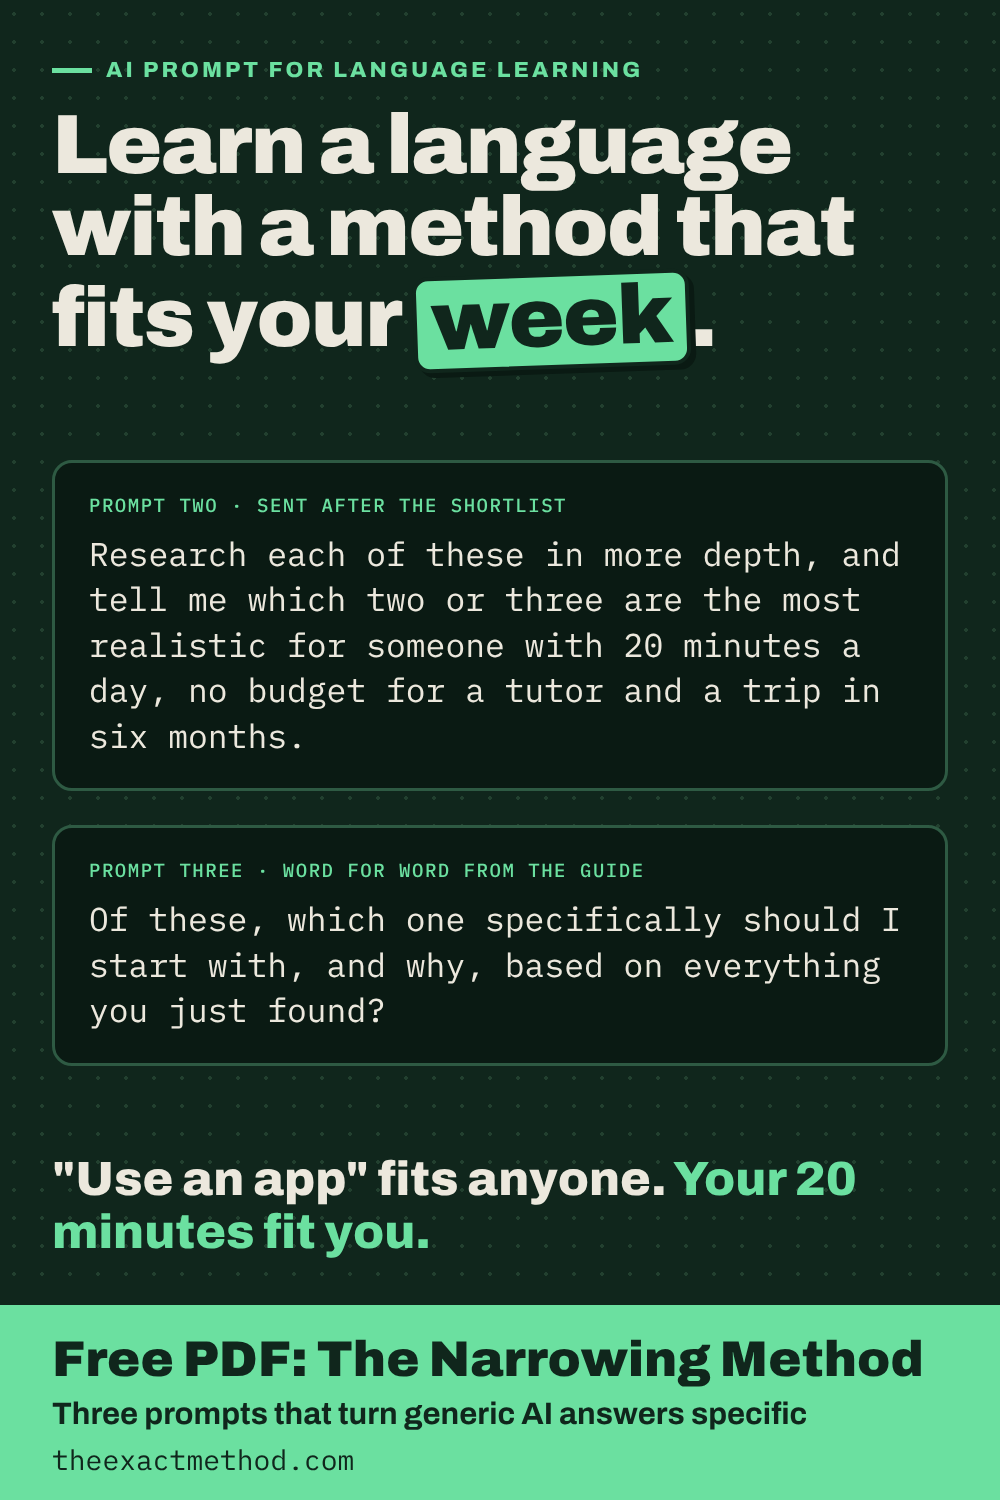 AI PROMPT FOR LANGUAGE LEARNING
Learn a language
with a method that
fits your week.
PROMPT TWO · SENT AFTER THE SHORTLIST
Research each of these in more depth, and
tell me which two or three are the most
realistic for someone with 20 minutes a
day, no budget for a tutor and a trip in
six months.
PROMPT THREE · WORD FOR WORD FROM THE GUIDE
Of these, which one specifically should I
start with, and why, based on everything
you just found?
"Use an app" fits anyone. Your 20
minutes fit you.
Free PDF: The Narrowing Method
Three prompts that turn generic AI answers specific
theexactmethod.com